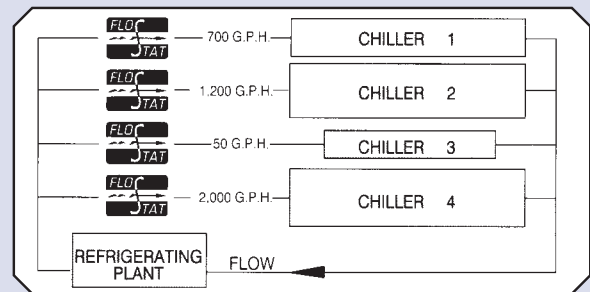 FLO
STAT
700 G.P.H.
CHILLER 1
FLO
STAT
1,200 G.P.H.
CHILLER 2
FLO
STAT
50 G.P.H.
CHILLER 3
FLO
STAT
2,000 G.P.H.
CHILLER 4
REFRIGERATING
PLANT
FLOW